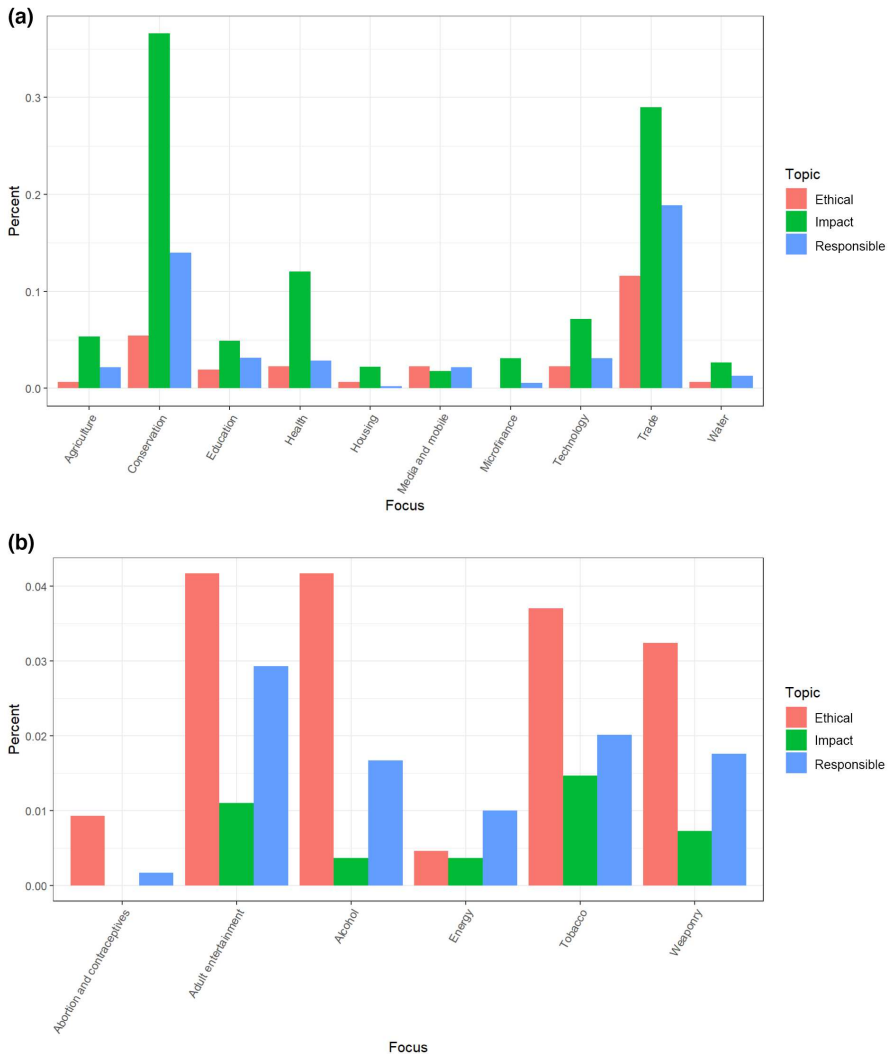 (a)
Percent
0.3
0.2
0.1
0.0
Agriculture
Conservation
Education
Health
Housing
Media and mobile
Microfinance
Technology
Trade
Water
Focus
Topic
Ethical
Impact
Responsible
(b)
Percent
0.04
0.03
0.02
0.01
0.00
Abortion and contraceptives
Adult entertainment
Alcohol
Energy
Tobacco
Weaponry
Focus
Topic
Ethical
Impact
Responsible